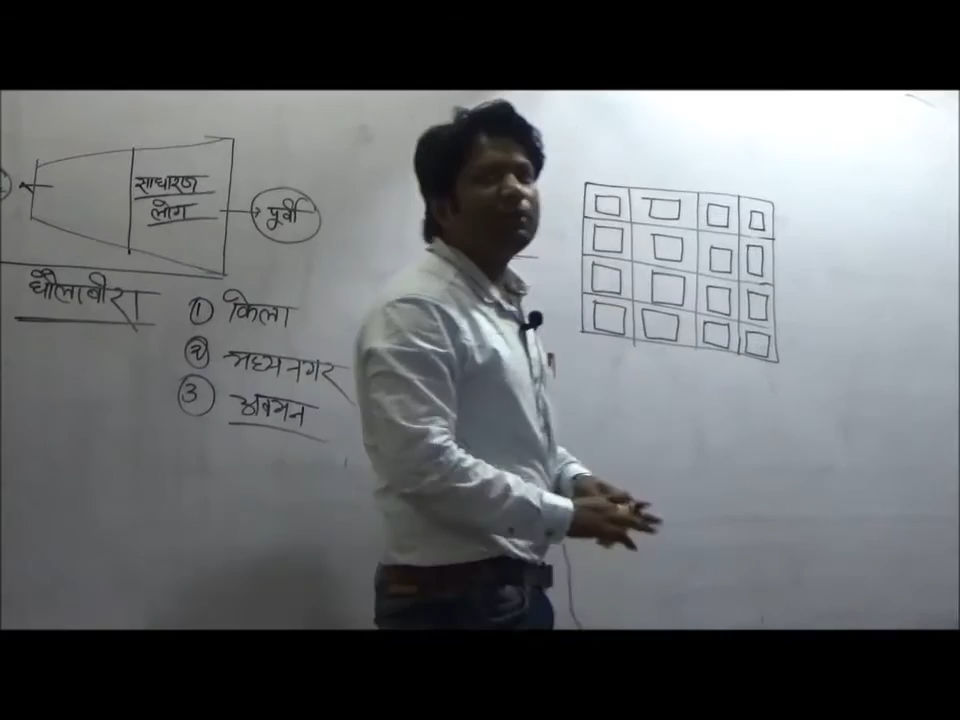 साधारण
लोग
पूर्वी
धौलावीरा
① किला
② मध्यनगर
③ अवमन